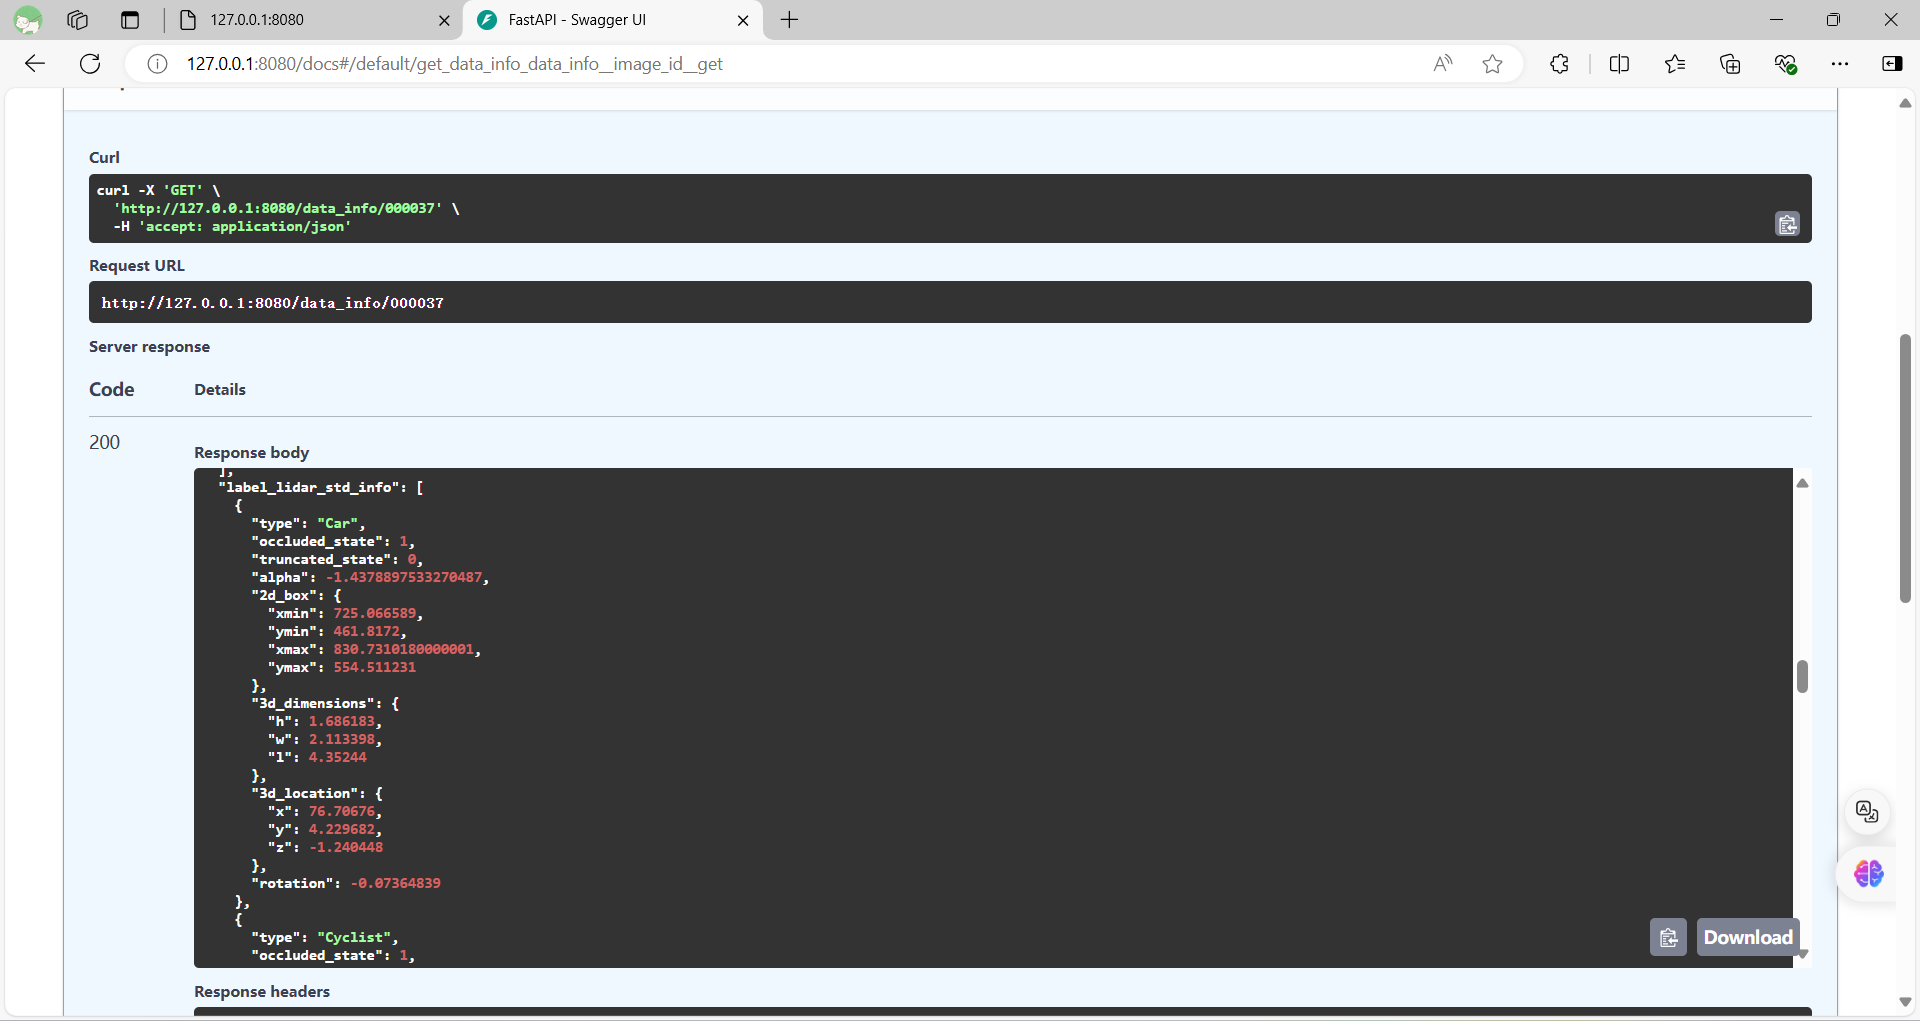 127.0.0.1:8080
FastAPI - Swagger UI
127.0.0.1:8080/docs#/default/get_data_info_data_info__image_id__get
Curl
curl -X 'GET' \
  'http://127.0.0.1:8080/data_info/000037' \
  -H 'accept: application/json'
Request URL
http://127.0.0.1:8080/data_info/000037
Server response
Code Details
200
Response body
],
"label_lidar_std_info": [
{
"type": "Car",
"occluded_state": 1,
"truncated_state": 0,
"alpha": -1.4378897533270487,
"2d_box": {
"xmin": 725.066589,
"ymin": 461.8172,
"xmax": 830.7310180000001,
"ymax": 554.511231
},
"3d_dimensions": {
"h": 1.686183,
"w": 2.113398,
"l": 4.35244
},
"3d_location": {
"x": 76.70676,
"y": 4.229682,
"z": -1.240448
},
"rotation": -0.07364839
},
{
"type": "Cyclist",
"occluded_state": 1,
Download
Response headers